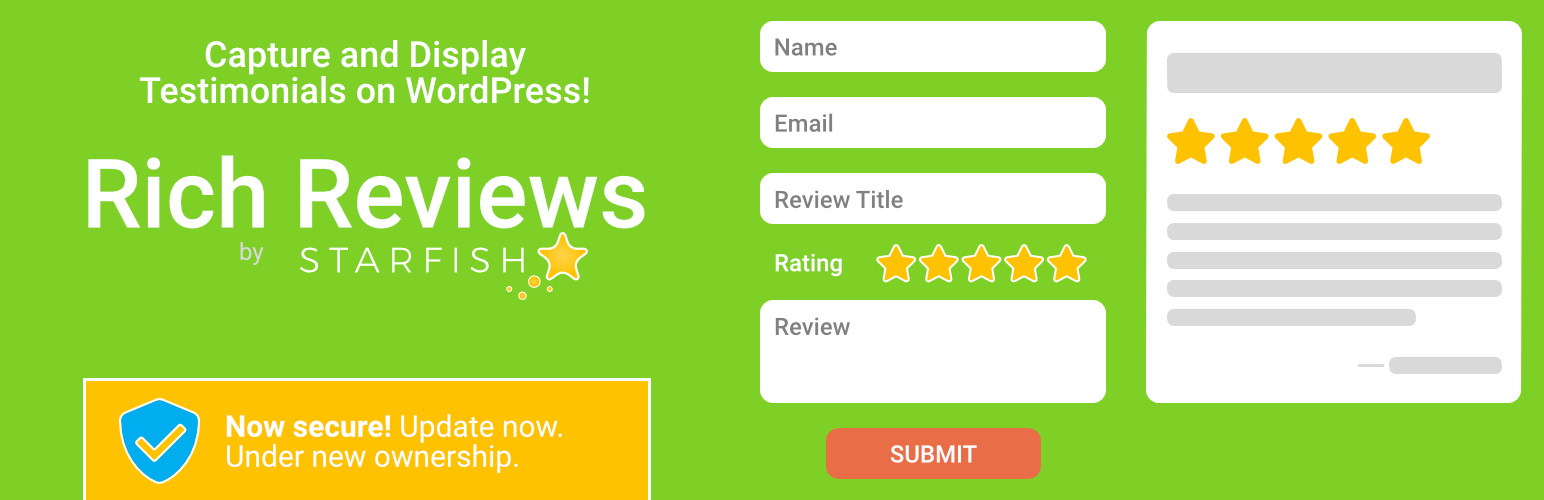 Capture and Display
Testimonials on WordPress!
Rich Reviews
by STARFISH
Now secure! Update now.
Under new ownership.
Name
Email
Review Title
Rating
Review
SUBMIT